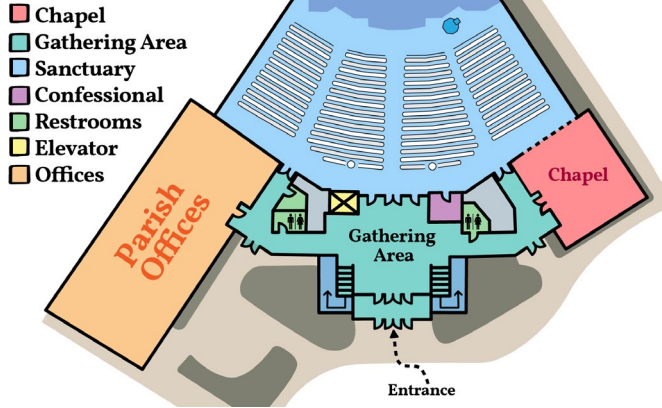 Chapel
Gathering Area
Sanctuary
Confessional
Restrooms
Elevator
Offices
Parish
Offices
Chapel
Gathering
Area
Entrance